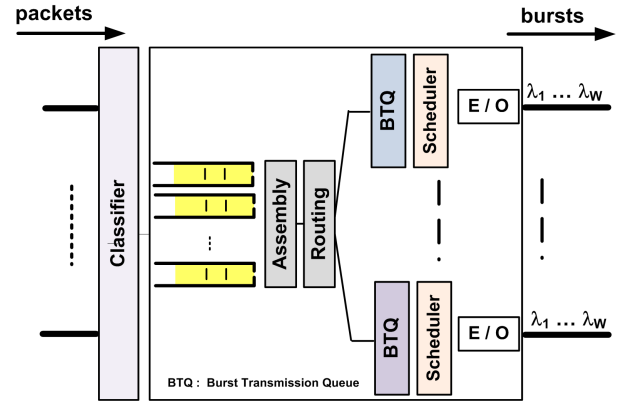 packets
bursts
Classifier
Assembly
Routing
BTQ
Scheduler
E / O
λ1 ... λW
BTQ
Scheduler
E / O
λ1 ... λW
BTQ : Burst Transmission Queue